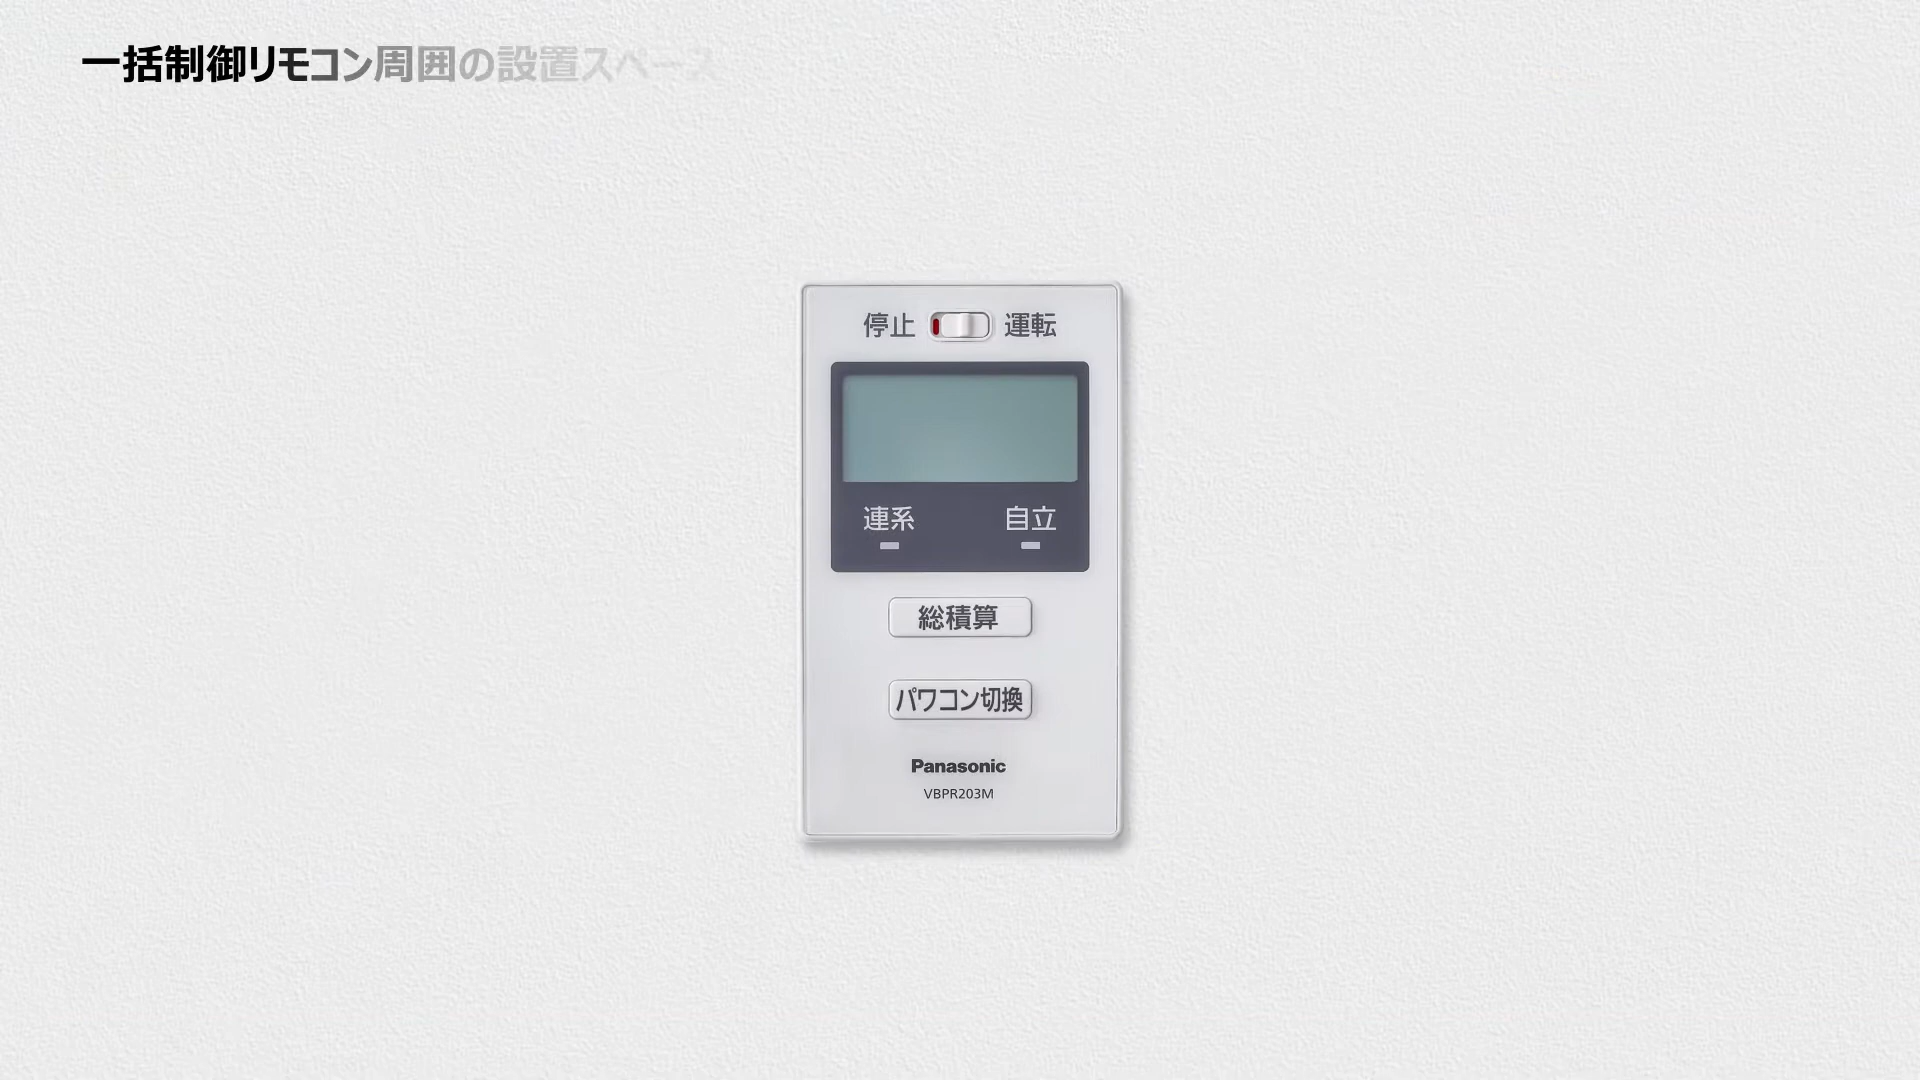 一括制御リモコン周囲の設置スペース
停止 運転
連系 自立
総積算
パワコン切換
Panasonic
VBPR203M